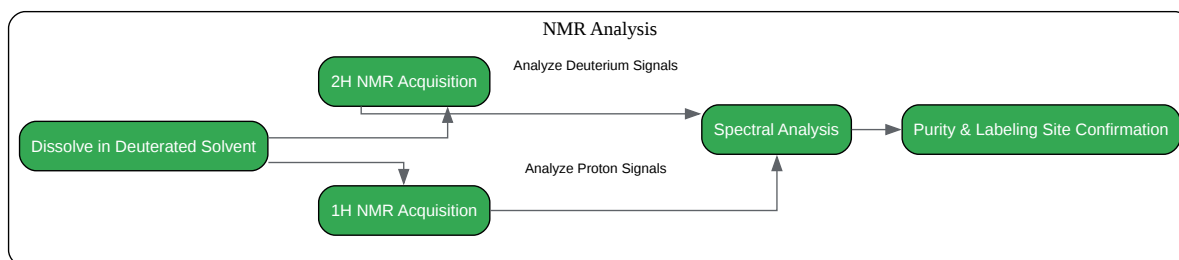 NMR Analysis
Analyze Deuterium Signals
2H NMR Acquisition
Spectral Analysis
Purity & Labeling Site Confirmation
Dissolve in Deuterated Solvent
Analyze Proton Signals
1H NMR Acquisition